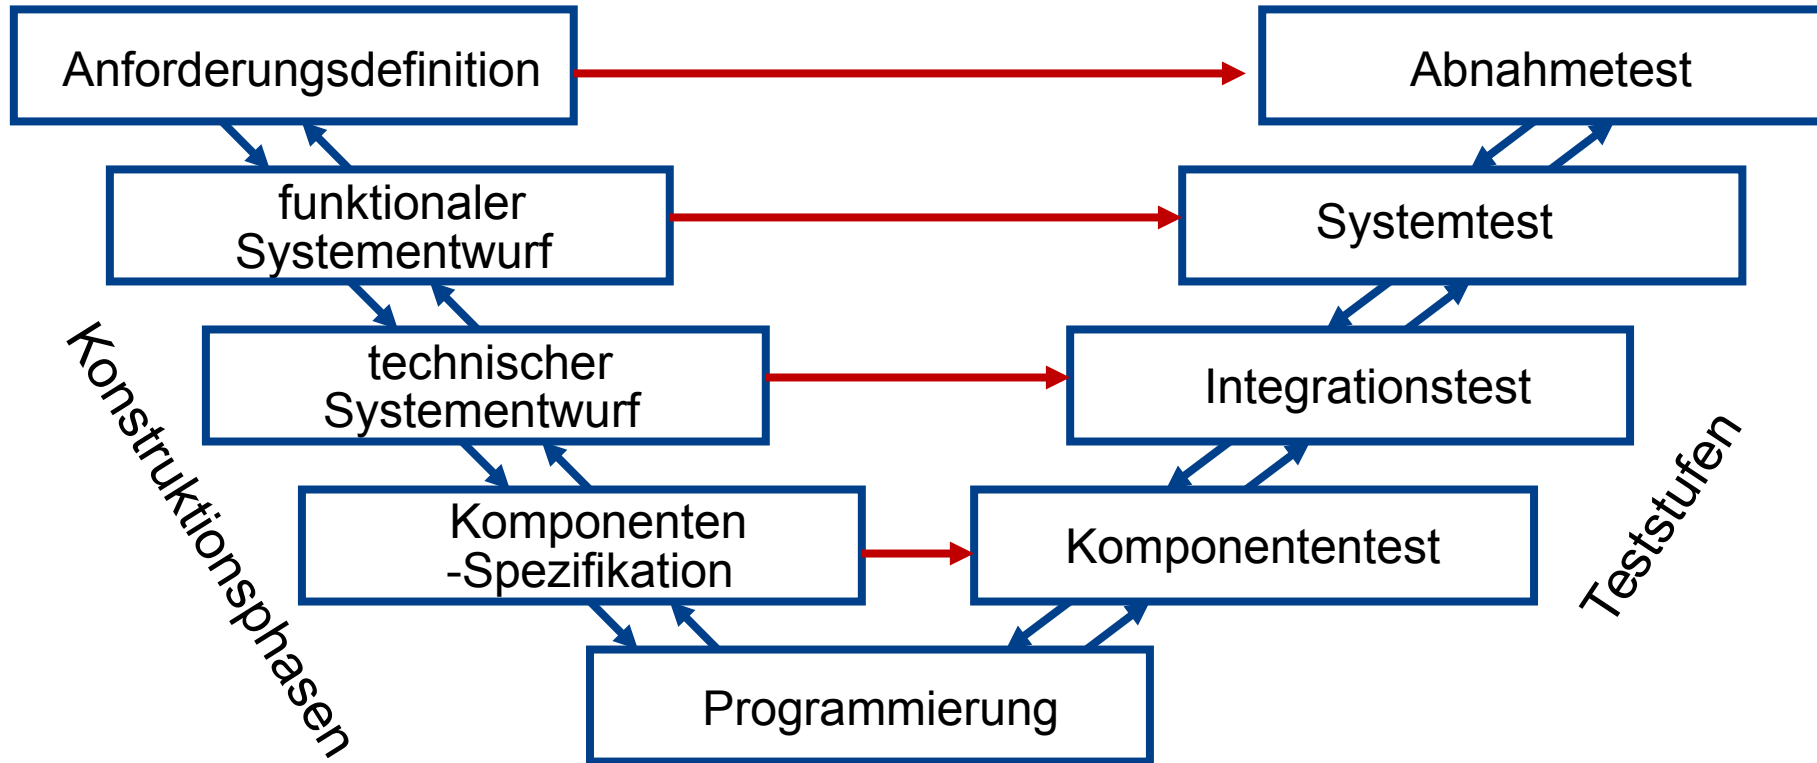 Anforderungsdefinition
Abnahmetest
funktionaler
Systementwurf
Systemtest
technischer
Systementwurf
Integrationstest
Komponenten
-Spezifikation
Komponententest
Programmierung
Konstruktionsphasen
Teststufen